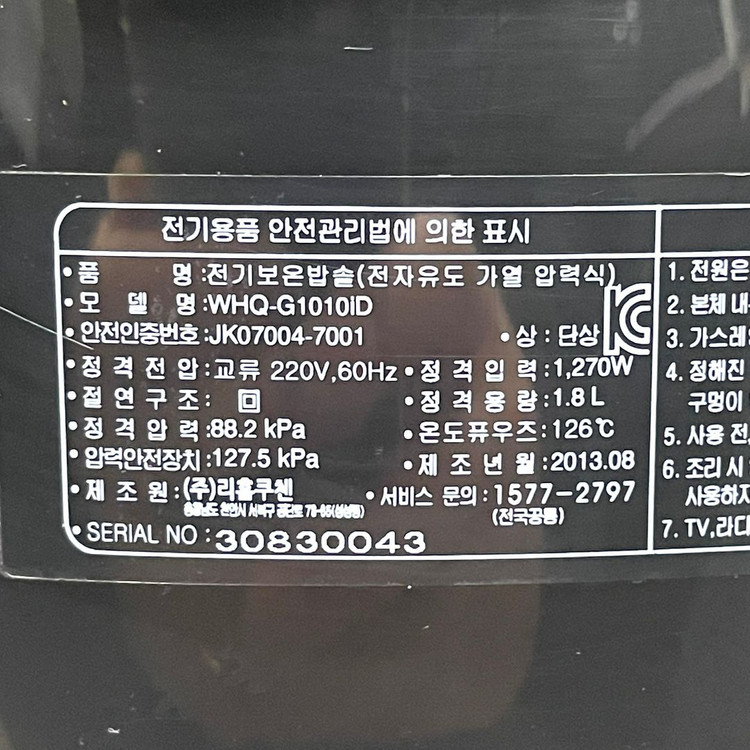 전기용품 안전관리법에 의한 표시
• 품 명 : 전기보온밥솥(전자유도 가열 압력식)
• 모 델 명 : WHQ-G1010iD
• 안전인증번호 : JK07004-7001 • 상 : 단상
• 정 격 전 압 : 교류 220V,60Hz • 정 격 입 력 : 1,270W
• 절 연 구 조 : • 정 격 용 량 : 1.8 L
• 정 격 압 력 : 88.2 kPa • 온도퓨우즈 : 126℃
• 압력안전장치 : 127.5 kPa • 제 조 년 월 : 2013.08
• 제 조 원 : (주)리홈쿠첸 • 서비스 문의 : 1577-2797
(전국공통)
• SERIAL NO : 30830043
1. 전원은
2. 본체 내
3. 가스레
4. 정해진
구멍이
5. 사용 전
6. 조리 시
사용하지
7. TV,라디